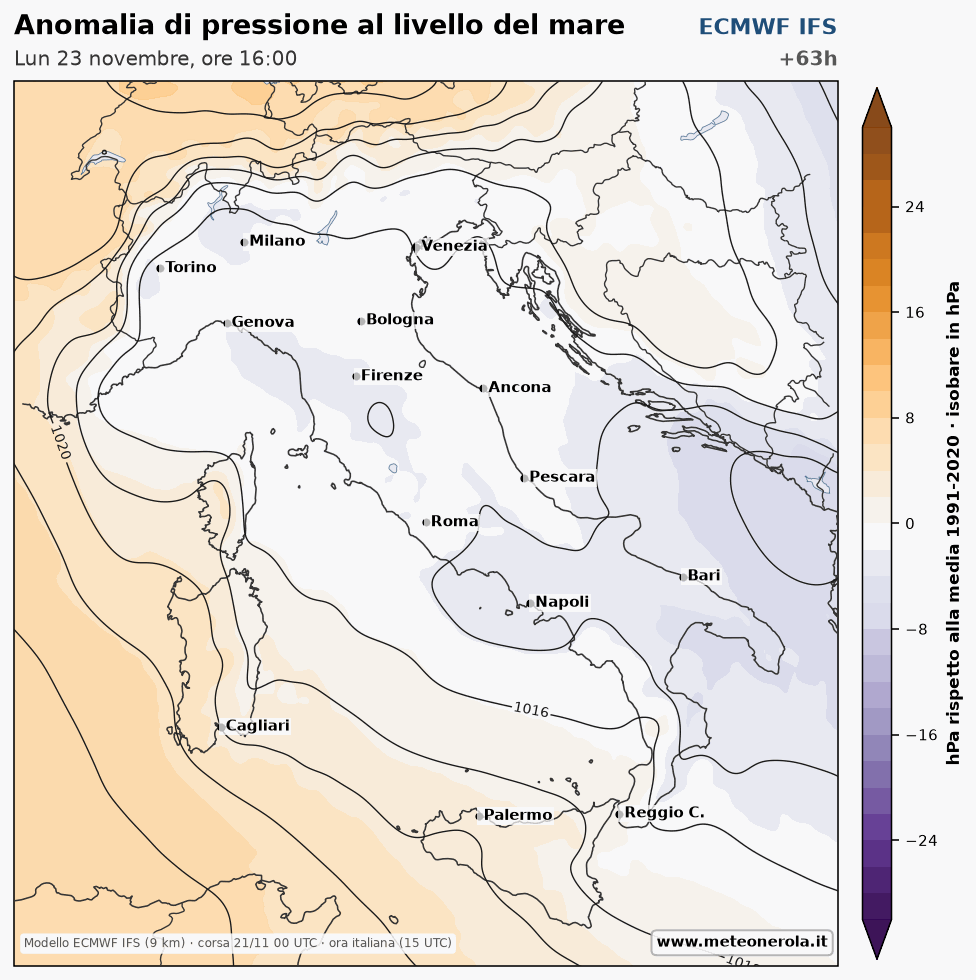 Anomalia di pressione al livello del mare
ECMWF IFS
Lun 23 novembre, ore 16:00
+63h
Milano
Venezia
Torino
Genova
Bologna
Firenze
Ancona
1020
Pescara
Roma
Bari
Napoli
1016
Cagliari
Palermo
Reggio C.
24
16
8
0
−8
−16
−24
hPa rispetto alla media 1991-2020 · isobare in hPa
Modello ECMWF IFS (9 km) · corsa 21/11 00 UTC · ora italiana (15 UTC)
www.meteonerola.it